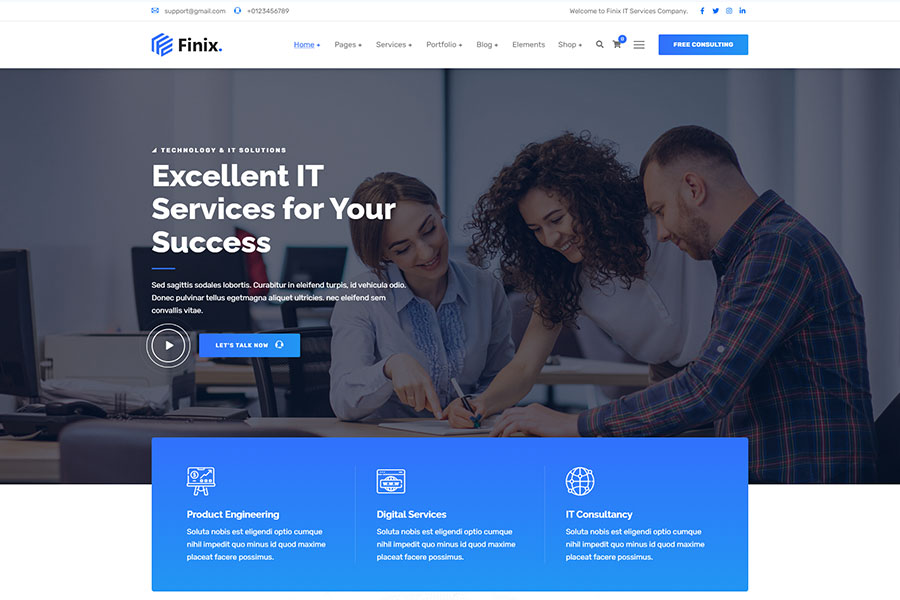 support@gmail.com +0123456789 Welcome to Finix IT Services Company.
Finix. Home + Pages + Services + Portfolio + Blog + Elements Shop + 0 FREE CONSULTING
TECHNOLOGY & IT SOLUTIONS
Excellent IT
Services for Your
Success
Sed sagittis sodales lobortis. Curabitur in eleifend turpis, id vehicula odio.
Donec pulvinar tellus egetmagna aliquet ultricies. nec eleifend sem
convallis vitae.
LET'S TALK NOW
Product Engineering
Soluta nobis est eligendi optio cumque
nihil impedit quo minus id quod maxime
placeat facere possimus.
Digital Services
Soluta nobis est eligendi optio cumque
nihil impedit quo minus id quod maxime
placeat facere possimus.
IT Consultancy
Soluta nobis est eligendi optio cumque
nihil impedit quo minus id quod maxime
placeat facere possimus.